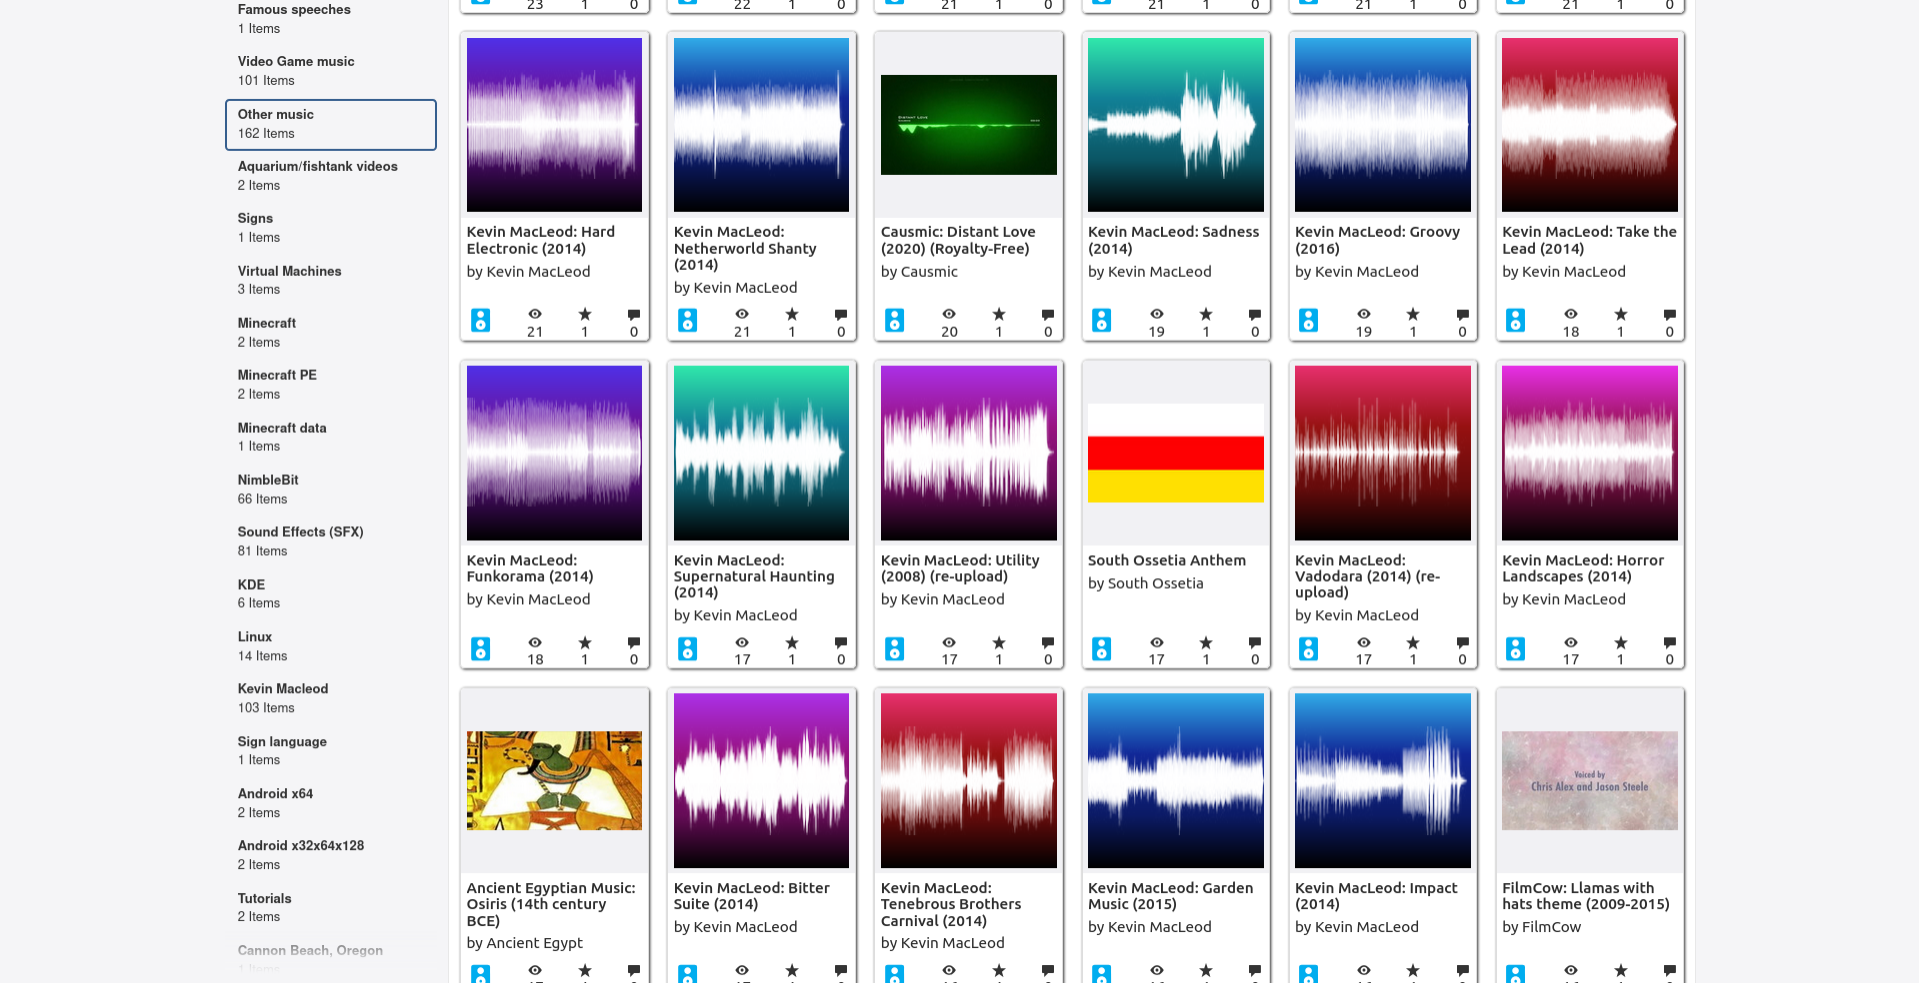 Famous speeches
1 Items
Video Game music
101 Items
Other music
162 Items
Aquarium/fishtank videos
2 Items
Signs
1 Items
Virtual Machines
3 Items
Minecraft
2 Items
Minecraft PE
2 Items
Minecraft data
1 Items
NimbleBit
66 Items
Sound Effects (SFX)
81 Items
KDE
6 Items
Linux
14 Items
Kevin Macleod
103 Items
Sign language
1 Items
Android x64
2 Items
Android x32x64x128
2 Items
Tutorials
2 Items
Cannon Beach, Oregon
1 Items
23 1 0
22 1 0
21 1 0
21 1 0
21 1 0
21 1 0
Kevin MacLeod: Hard
Electronic (2014)
by Kevin MacLeod
21 1 0
Kevin MacLeod:
Netherworld Shanty
(2014)
by Kevin MacLeod
21 1 0
Causmic: Distant Love
(2020) (Royalty-Free)
by Causmic
20 1 0
Kevin MacLeod: Sadness
(2014)
by Kevin MacLeod
19 1 0
Kevin MacLeod: Groovy
(2016)
by Kevin MacLeod
19 1 0
Kevin MacLeod: Take the
Lead (2014)
by Kevin MacLeod
18 1 0
Kevin MacLeod:
Funkorama (2014)
by Kevin MacLeod
18 1 0
Kevin MacLeod:
Supernatural Haunting
(2014)
by Kevin MacLeod
17 1 0
Kevin MacLeod: Utility
(2008) (re-upload)
by Kevin MacLeod
17 1 0
South Ossetia Anthem
by South Ossetia
17 1 0
Kevin MacLeod:
Vadodara (2014) (re-
upload)
by Kevin MacLeod
17 1 0
Kevin MacLeod: Horror
Landscapes (2014)
by Kevin MacLeod
17 1 0
Ancient Egyptian Music:
Osiris (14th century
BCE)
by Ancient Egypt
Kevin MacLeod: Bitter
Suite (2014)
by Kevin MacLeod
Kevin MacLeod:
Tenebrous Brothers
Carnival (2014)
by Kevin MacLeod
Kevin MacLeod: Garden
Music (2015)
by Kevin MacLeod
Kevin MacLeod: Impact
(2014)
by Kevin MacLeod
Voiced by
Chris Alex and Jason Steele
FilmCow: Llamas with
hats theme (2009-2015)
by FilmCow